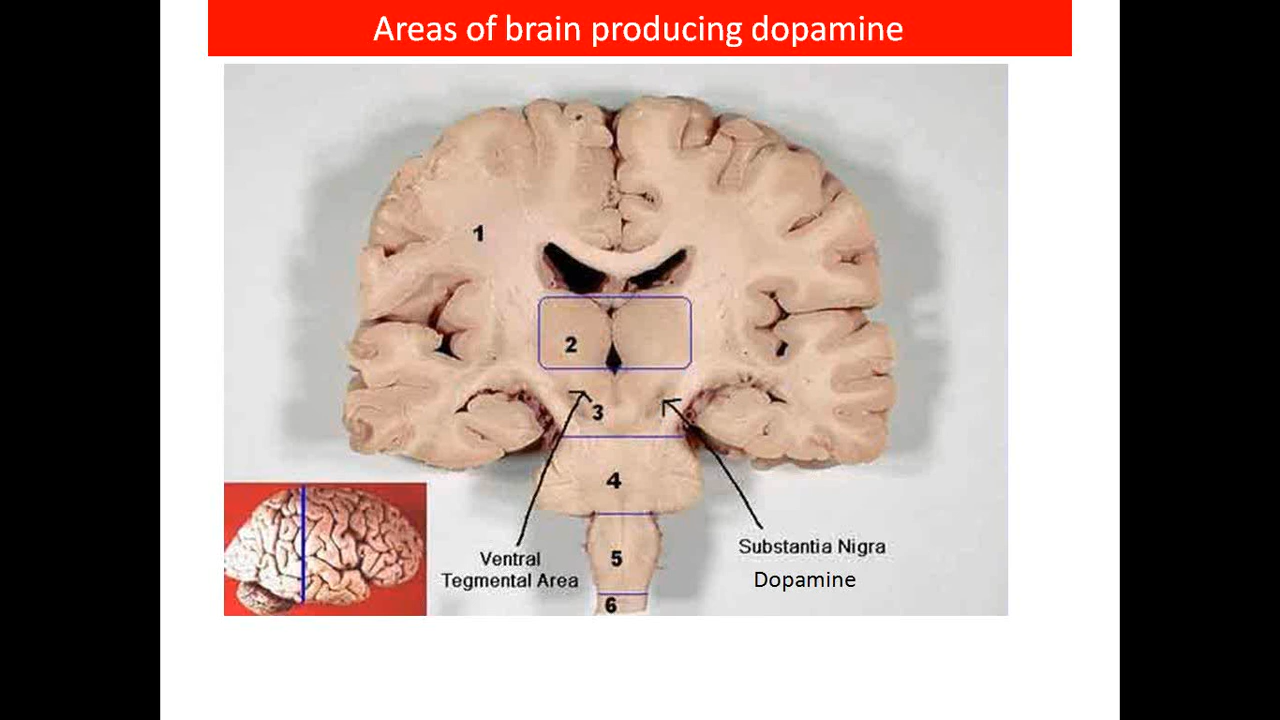 Areas of brain producing dopamine
1
2
3
4
5
6
Ventral
Tegmental Area
Substantia Nigra
Dopamine